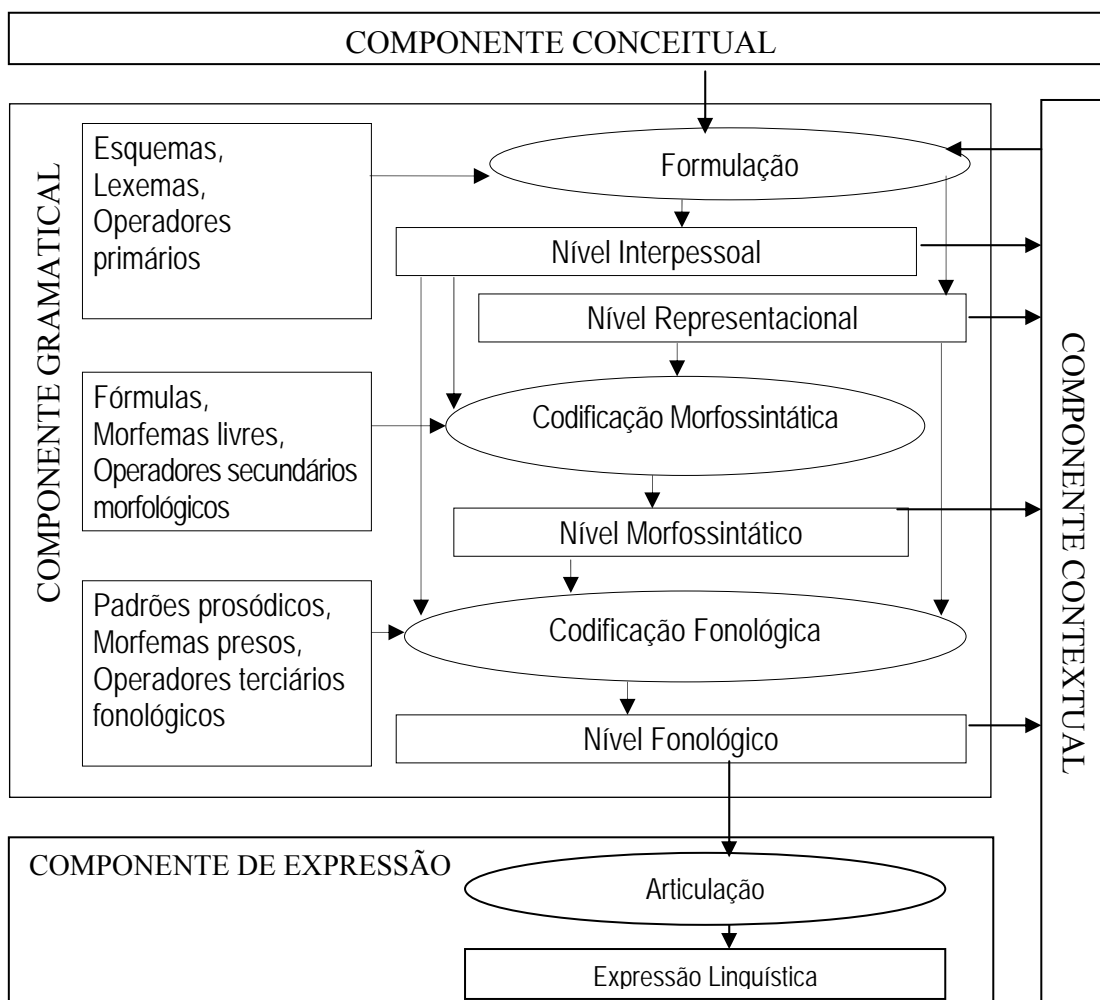 COMPONENTE CONCEITUAL
COMPONENTE GRAMATICAL
Esquemas,
Lexemas,
Operadores
primários
Formulação
Nível Interpessoal
Nível Representacional
Fórmulas,
Morfemas livres,
Operadores secundários
morfológicos
Codificação Morfossintática
Nível Morfossintático
Padrões prosódicos,
Morfemas presos,
Operadores terciários
fonológicos
Codificação Fonológica
Nível Fonológico
COMPONENTE CONTEXTUAL
COMPONENTE DE EXPRESSÃO
Articulação
Expressão Linguística